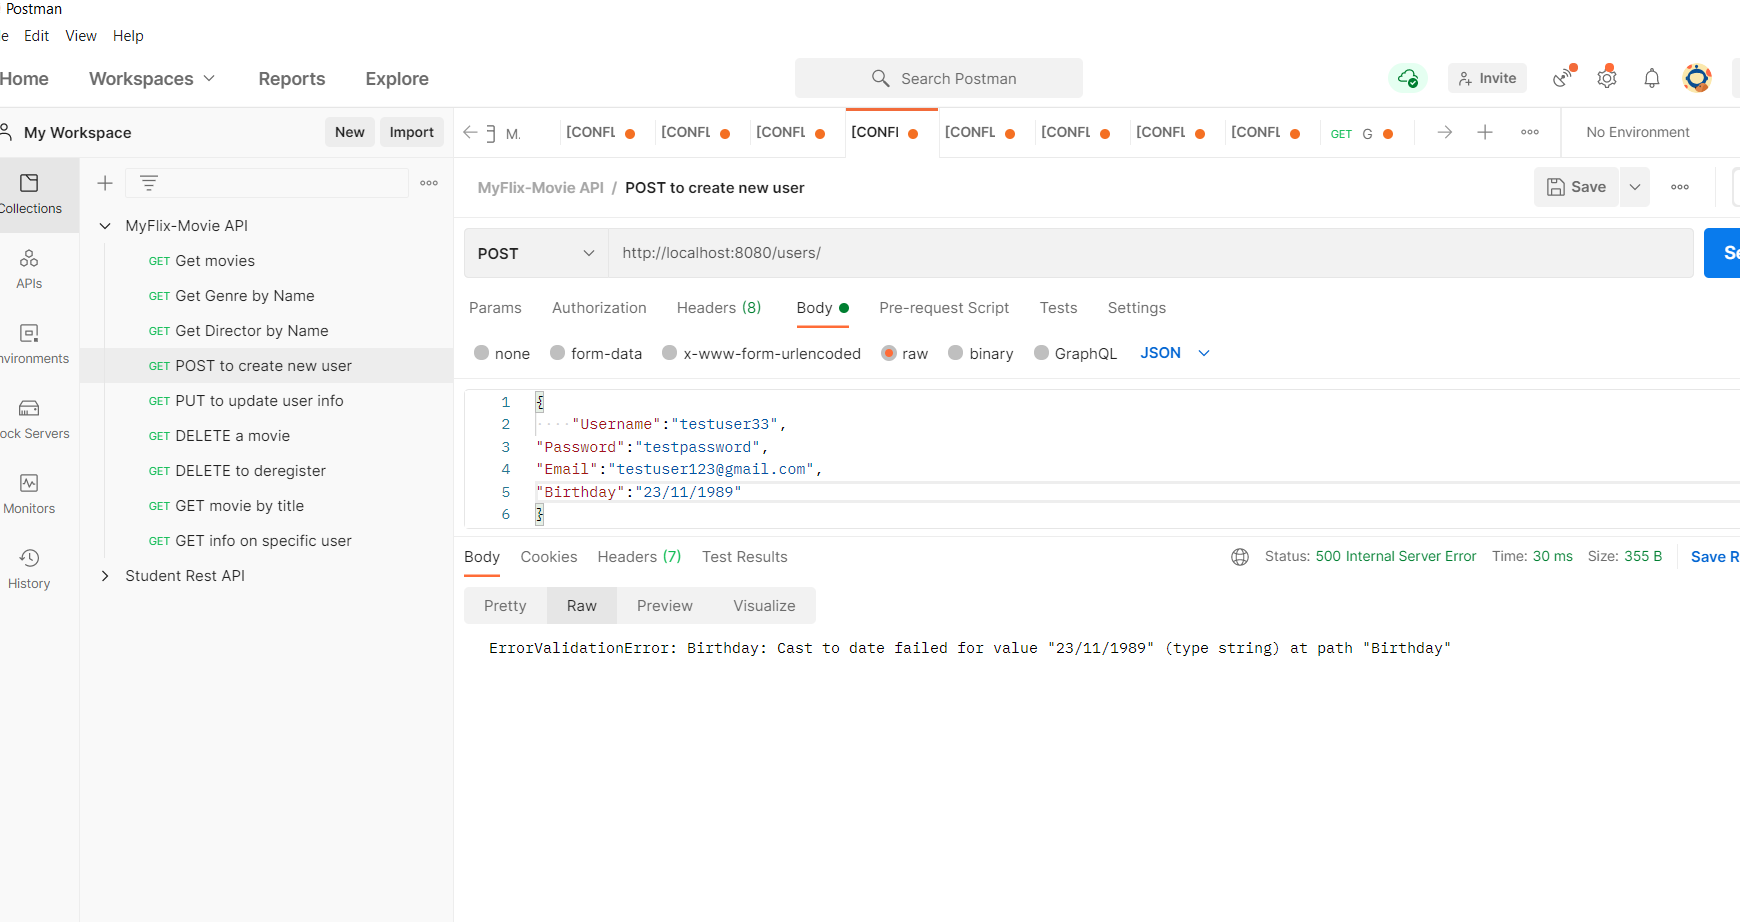 Postman
e Edit View Help
Home Workspaces Reports Explore Search Postman Invite
My Workspace New Import M. [CONFL [CONFL [CONFL [CONFI [CONFL [CONFL [CONFL [CONFL GET G No Environment
MyFlix-Movie API / POST to create new user Save
Collections
APIs
nvironments
ock Servers
Monitors
History
MyFlix-Movie API
GET Get movies
GET Get Genre by Name
GET Get Director by Name
GET POST to create new user
GET PUT to update user info
GET DELETE a movie
GET DELETE to deregister
GET GET movie by title
GET GET info on specific user
Student Rest API
POST http://localhost:8080/users/ Se
Params Authorization Headers (8) Body Pre-request Script Tests Settings
none form-data x-www-form-urlencoded raw binary GraphQL JSON
1 {
2 ····"Username":"testuser33",
3 "Password":"testpassword",
4 "Email":"testuser123@gmail.com",
5 "Birthday":"23/11/1989"
6 }
Body Cookies Headers (7) Test Results Status: 500 Internal Server Error Time: 30 ms Size: 355 B Save R
Pretty Raw Preview Visualize
ErrorValidationError: Birthday: Cast to date failed for value "23/11/1989" (type string) at path "Birthday"